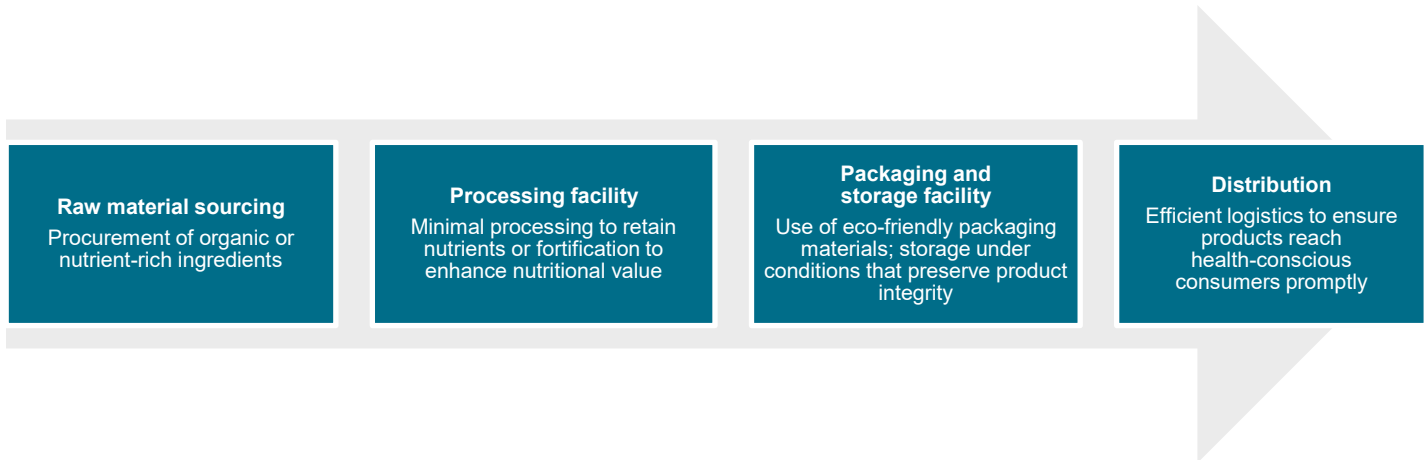 Raw material sourcing
Procurement of organic or
nutrient-rich ingredients
Processing facility
Minimal processing to retain
nutrients or fortification to
enhance nutritional value
Packaging and
storage facility
Use of eco-friendly packaging
materials; storage under
conditions that preserve product
integrity
Distribution
Efficient logistics to ensure
products reach
health-conscious
consumers promptly